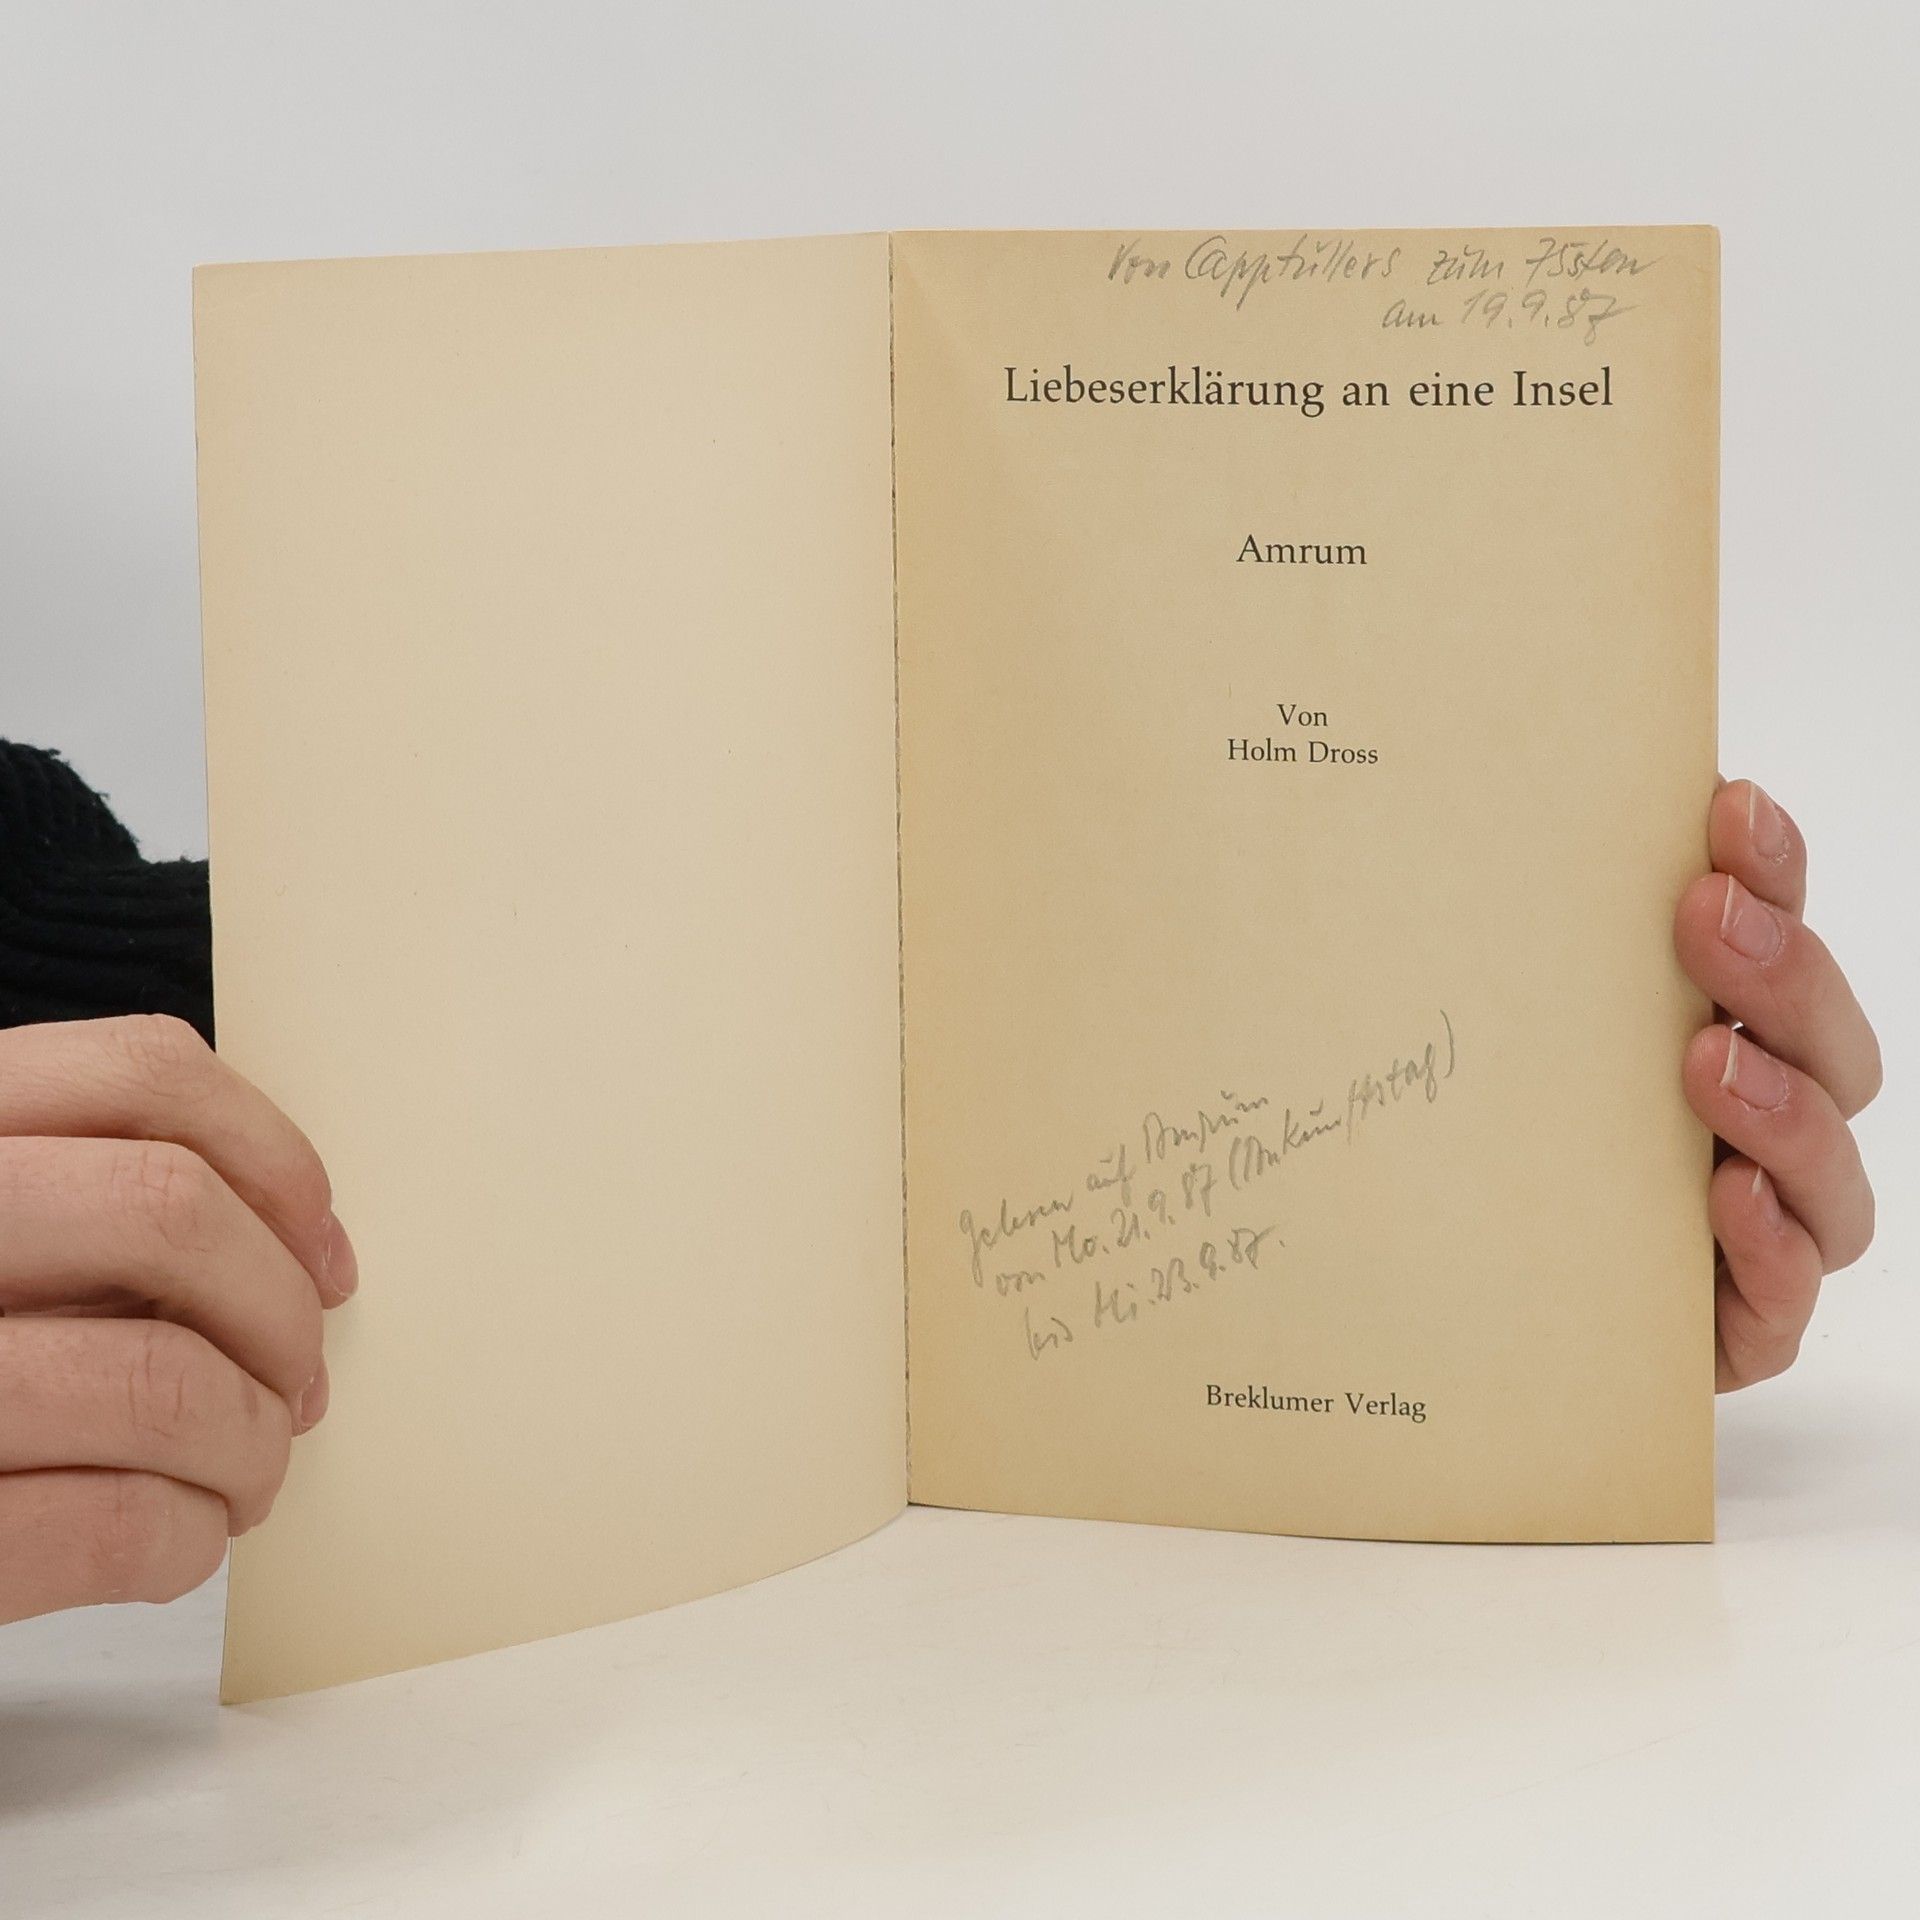 Von Capptüllers zum 75sten
am 19.9.87
Liebeserklärung an eine Insel
Amrum
Von
Holm Dross
Gelesen auf Amrum
von Mo. 21.9.87 (Ankunftstag)
bis Mi. 23.9.87.
Breklumer Verlag